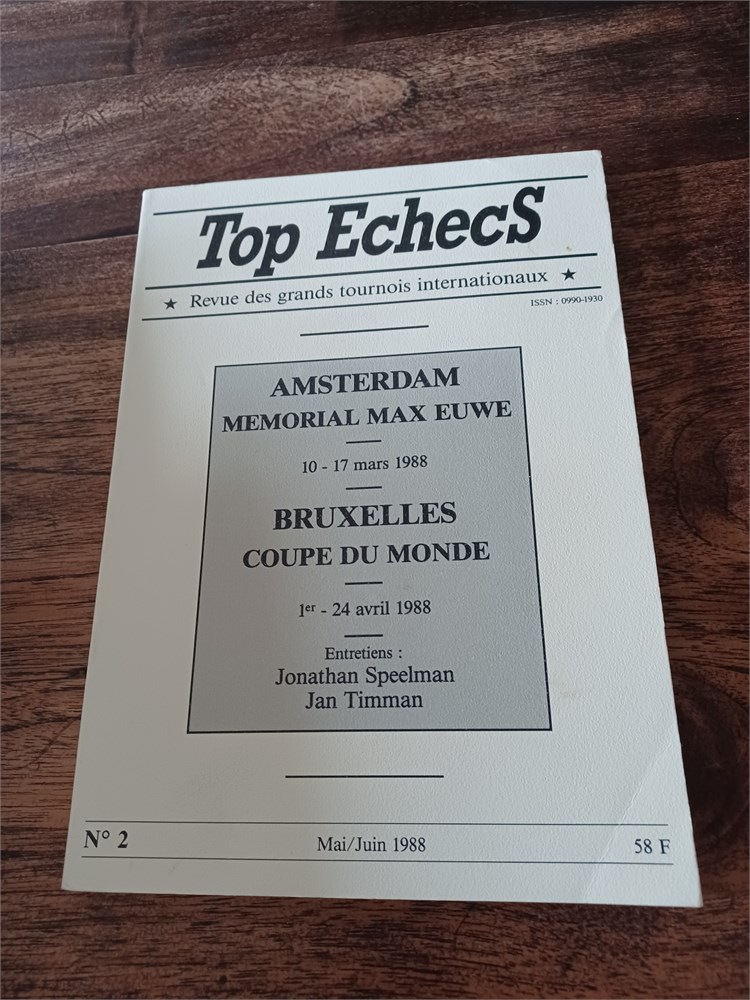 Top EchecS
★ Revue des grands tournois internationaux ★
ISSN : 0990-1930
AMSTERDAM
MEMORIAL MAX EUWE
10 - 17 mars 1988
BRUXELLES
COUPE DU MONDE
1er - 24 avril 1988
Entretiens :
Jonathan Speelman
Jan Timman
N° 2 Mai/Juin 1988 58 F